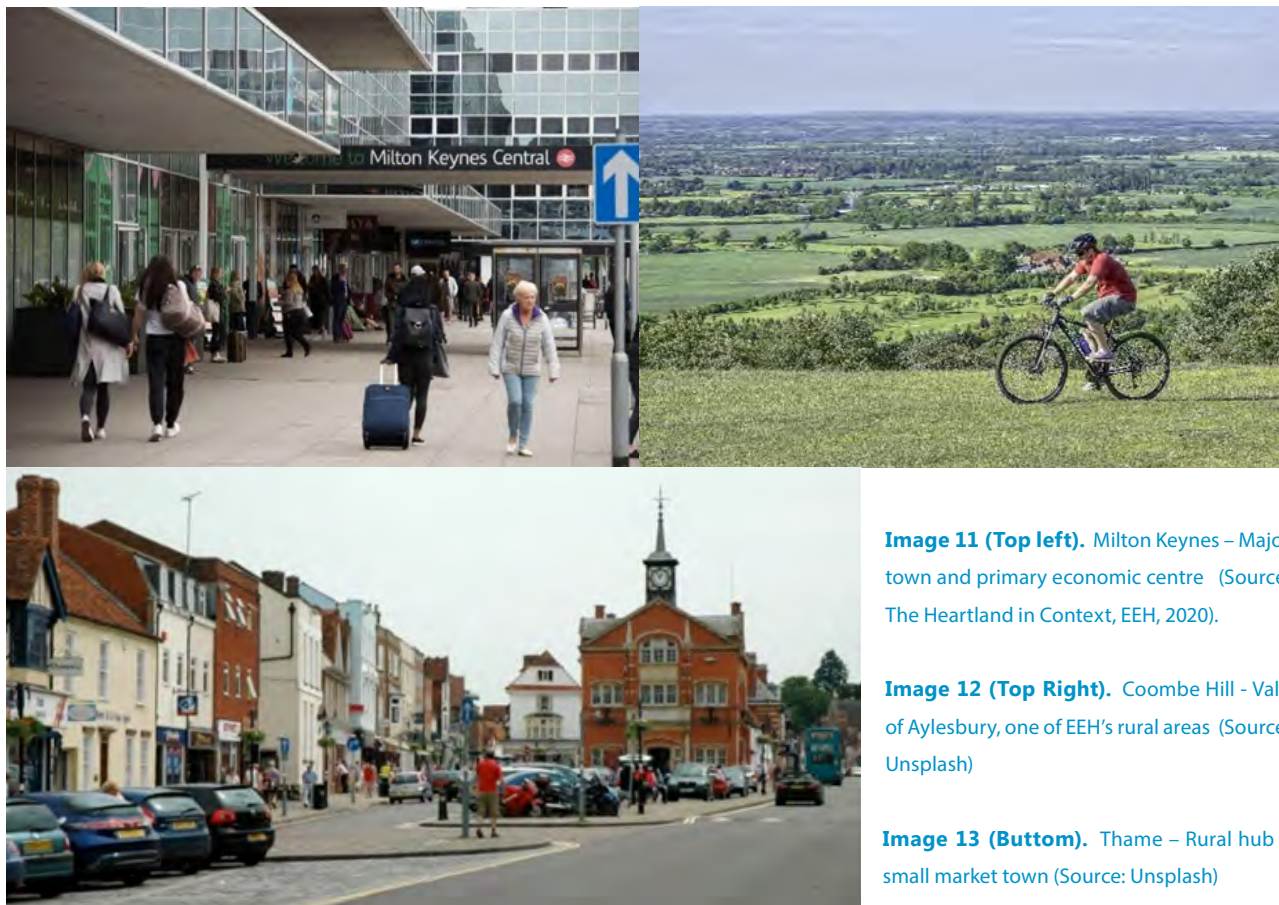 Welcome to Milton Keynes Central
Image 11 (Top left). Milton Keynes – Majo
town and primary economic centre (Source
The Heartland in Context, EEH, 2020).
Image 12 (Top Right). Coombe Hill - Val
of Aylesbury, one of EEH's rural areas (Source
Unsplash)
Image 13 (Buttom). Thame – Rural hub
small market town (Source: Unsplash)